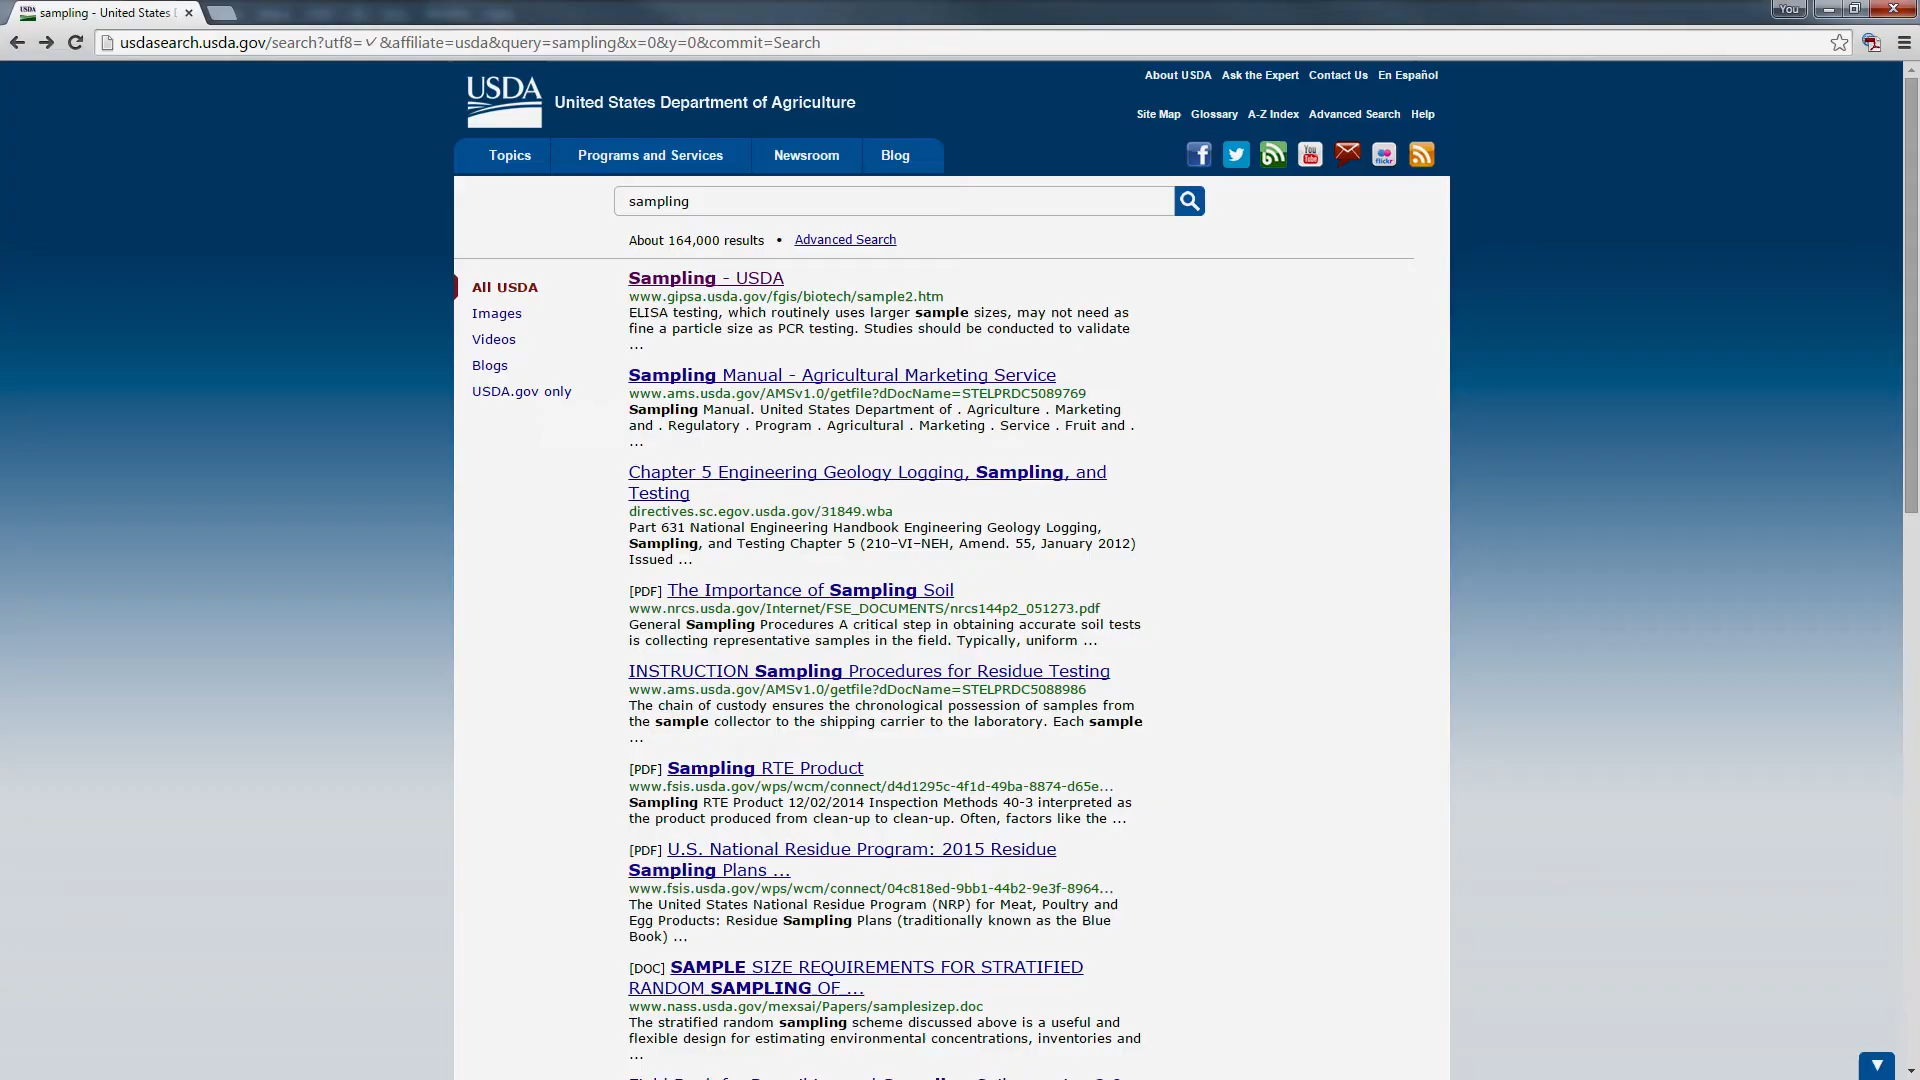 sampling - United States
You
usdasearch.usda.gov/search?utf8=✓&affiliate=usda&query=sampling&x=0&y=0&commit=Search
About USDA Ask the Expert Contact Us En Español
USDA United States Department of Agriculture
Site Map Glossary A-Z Index Advanced Search Help
Topics Programs and Services Newsroom Blog
You Tube
flickr
sampling
About 164,000 results • Advanced Search
All USDA
Images
Videos
Blogs
USDA.gov only
Sampling - USDA
www.gipsa.usda.gov/fgis/biotech/sample2.htm
ELISA testing, which routinely uses larger sample sizes, may not need as
fine a particle size as PCR testing. Studies should be conducted to validate
...
Sampling Manual - Agricultural Marketing Service
www.ams.usda.gov/AMSv1.0/getfile?dDocName=STELPRDC5089769
Sampling Manual. United States Department of . Agriculture . Marketing
and . Regulatory . Program . Agricultural . Marketing . Service . Fruit and .
...
Chapter 5 Engineering Geology Logging, Sampling, and
Testing
directives.sc.egov.usda.gov/31849.wba
Part 631 National Engineering Handbook Engineering Geology Logging,
Sampling, and Testing Chapter 5 (210–VI–NEH, Amend. 55, January 2012)
Issued ...
[PDF] The Importance of Sampling Soil
www.nrcs.usda.gov/Internet/FSE_DOCUMENTS/nrcs144p2_051273.pdf
General Sampling Procedures A critical step in obtaining accurate soil tests
is collecting representative samples in the field. Typically, uniform ...
INSTRUCTION Sampling Procedures for Residue Testing
www.ams.usda.gov/AMSv1.0/getfile?dDocName=STELPRDC5088986
The chain of custody ensures the chronological possession of samples from
the sample collector to the shipping carrier to the laboratory. Each sample
...
[PDF] Sampling RTE Product
www.fsis.usda.gov/wps/wcm/connect/d4d1295c-4f1d-49ba-8874-d65e...
Sampling RTE Product 12/02/2014 Inspection Methods 40-3 interpreted as
the product produced from clean-up to clean-up. Often, factors like the ...
[PDF] U.S. National Residue Program: 2015 Residue
Sampling Plans ...
www.fsis.usda.gov/wps/wcm/connect/04c818ed-9bb1-44b2-9e3f-8964...
The United States National Residue Program (NRP) for Meat, Poultry and
Egg Products: Residue Sampling Plans (traditionally known as the Blue
Book) ...
[DOC] SAMPLE SIZE REQUIREMENTS FOR STRATIFIED
RANDOM SAMPLING OF ...
www.nass.usda.gov/mexsai/Papers/samplesizep.doc
The stratified random sampling scheme discussed above is a useful and
flexible design for estimating environmental concentrations, inventories and
...